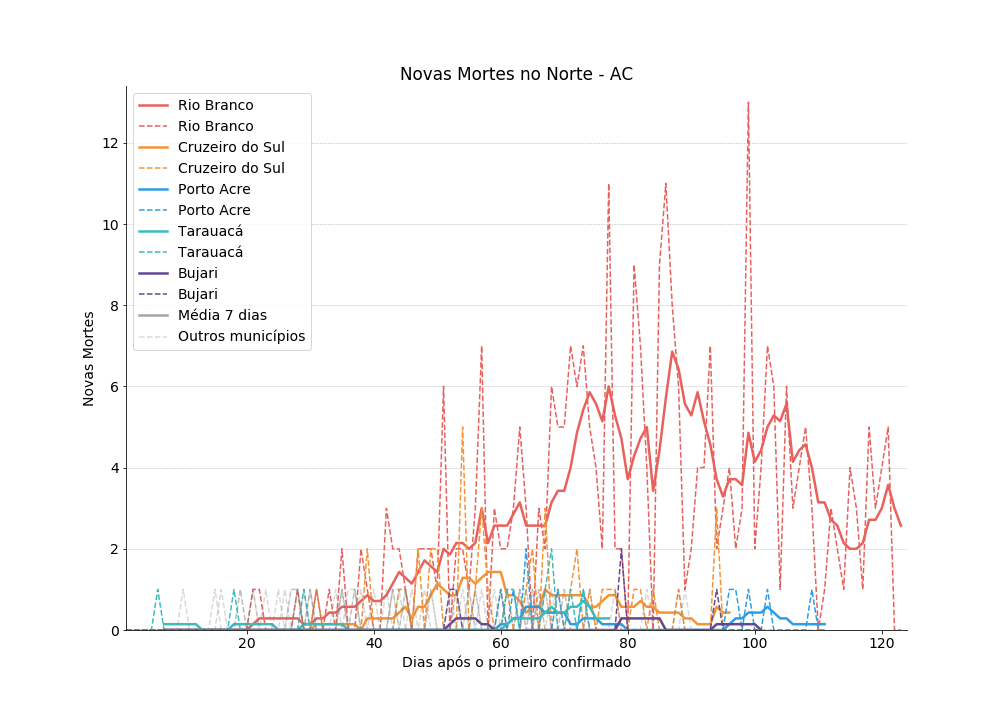 Novas Mortes no Norte - AC
Rio Branco
Rio Branco
Cruzeiro do Sul
Cruzeiro do Sul
Porto Acre
Porto Acre
Tarauacá
Tarauacá
Bujari
Bujari
Média 7 dias
Outros municípios
Novas Mortes
12
10
8
6
4
2
0
20
40
60
80
100
120
Dias após o primeiro confirmado